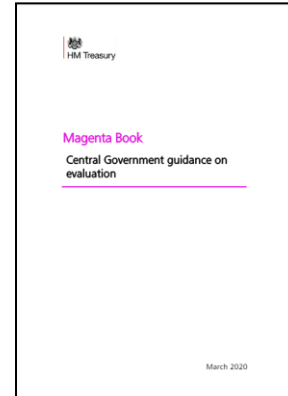 HM Treasury
Magenta Book
Central Government guidance on
evaluation
March 2020